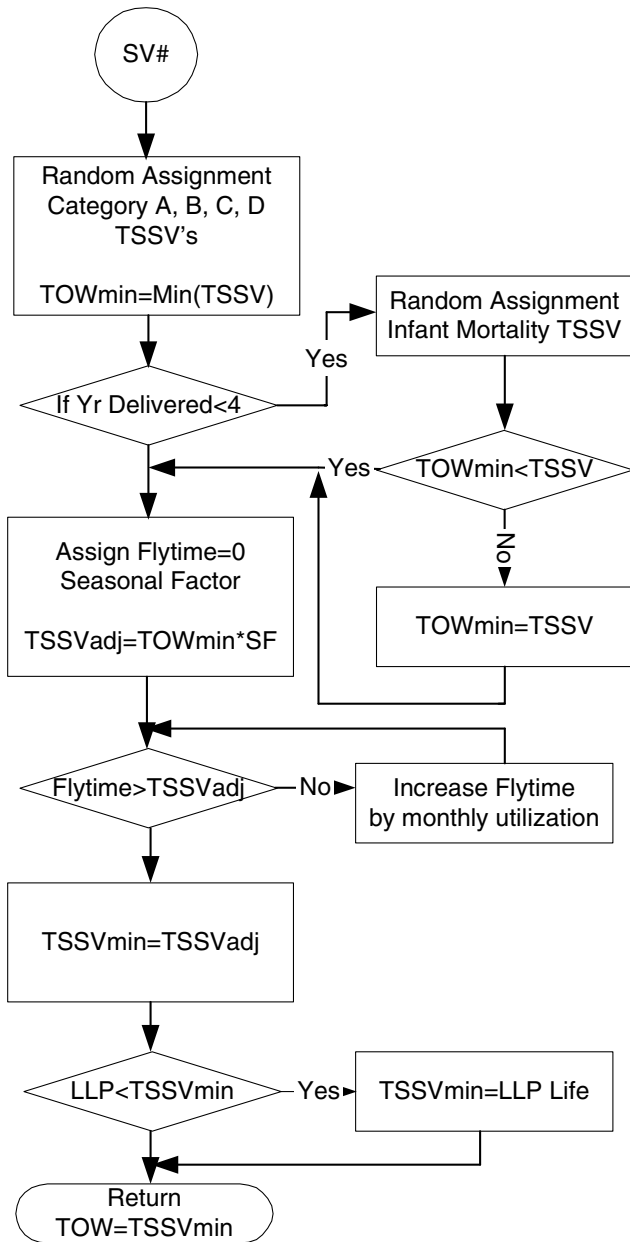 SV#
Random Assignment
Category A, B, C, D
TSSV’s
TOWmin=Min(TSSV)
Random Assignment
Infant Mortality TSSV
Yes
If Yr Delivered<4
Yes
TOWmin<TSSV
No
Assign Flytime=0
Seasonal Factor
TSSVadj=TOWmin*SF
TOWmin=TSSV
Flytime>TSSVadj
No
Increase Flytime
by monthly utilization
TSSVmin=TSSVadj
LLP<TSSVmin
Yes
TSSVmin=LLP Life
Return
TOW=TSSVmin